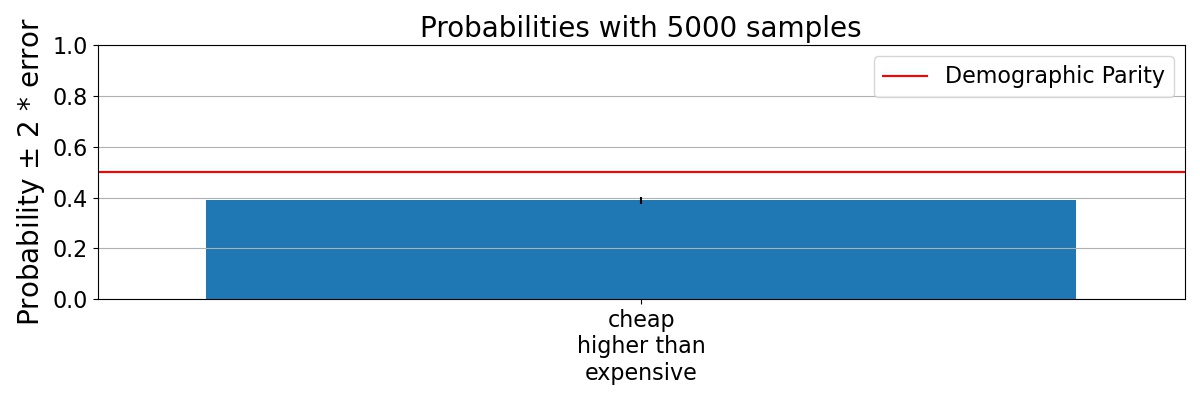 Probabilities with 5000 samples
Probability ± 2 * error
1.0
0.8
0.6
0.4
0.2
0.0
Demographic Parity
cheap
higher than
expensive